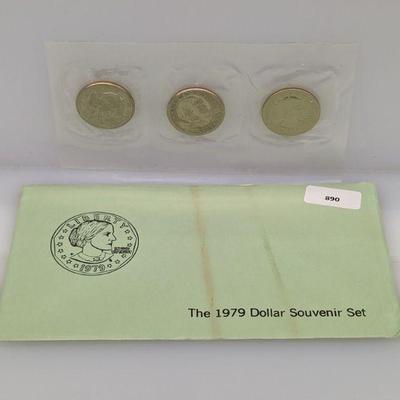 890
LIBERTY
1979
The 1979 Dollar Souvenir Set